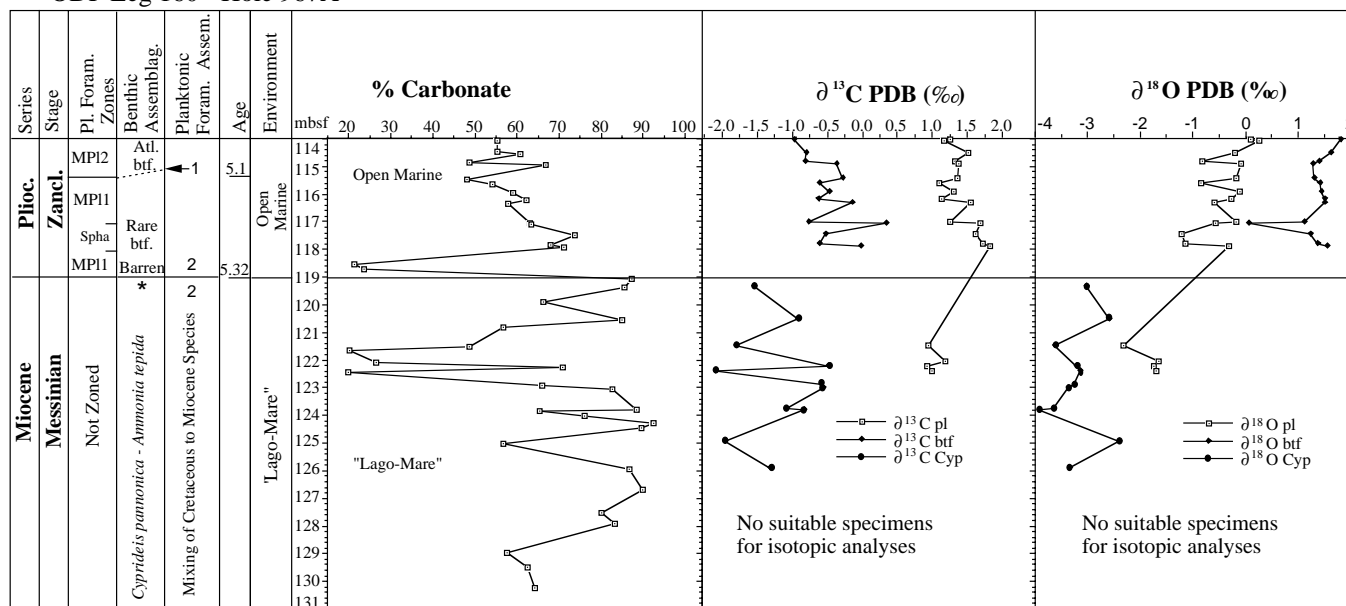 Series
Stage
Pl. Foram. Zones
Benthic Assemblag.
Planktonic Foram. Assem.
Age
Environment
% Carbonate
mbsf
20 30 40 50 60 70 80 90 100
∂ 13C PDB (‰)
-2.0 -1.5 -1.0 -0.5 0.0 0.5 1.0 1.5 2.0
∂ 18O PDB (‰)
-4 -3 -2 -1 0 1
Plioc.
Zancl.
MPl2
MPl1
Spha
MPl1
Atl. btf.
Rare btf.
Barren
*
1
2
2
5.1
5.32
Open Marine
Open Marine
Miocene
Messinian
Not Zoned
Cyprideis pannonica - Ammonia tepida
Mixing of Cretaceous to Miocene Species
"Lago-Mare"
"Lago-Mare"
114
115
116
117
118
119
120
121
122
123
124
125
126
127
128
129
130
131
∂ 13C pl
∂ 13C btf
∂ 13C Cyp
No suitable specimens
for isotopic analyses
∂ 18O pl
∂ 18O btf
∂ 18O Cyp
No suitable specimens
for isotopic analyses